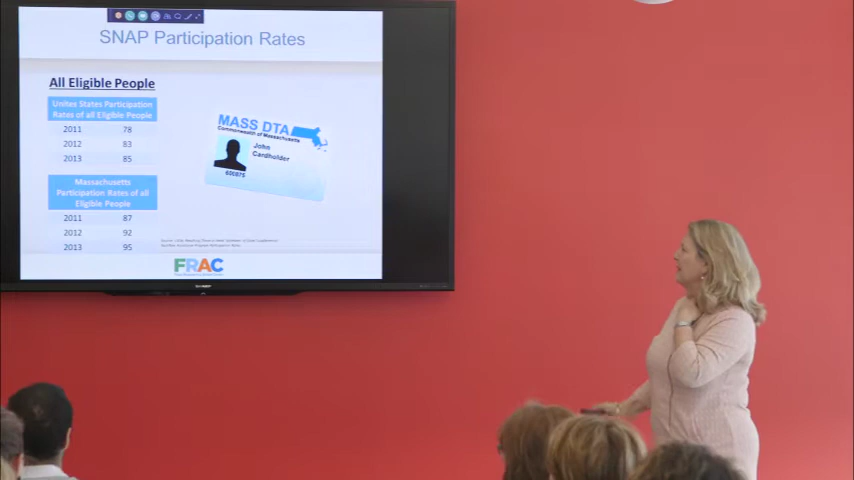 SNAP Participation Rates
All Eligible People
Unites States Participation
Rates of all Eligible People
2011 78
2012 83
2013 85
Massachusetts
Participation Rates of all
Eligible People
2011 87
2012 92
2013 95
MASS DTA
Commonwealth of Massachusetts
John
Cardholder
600875
FRAC